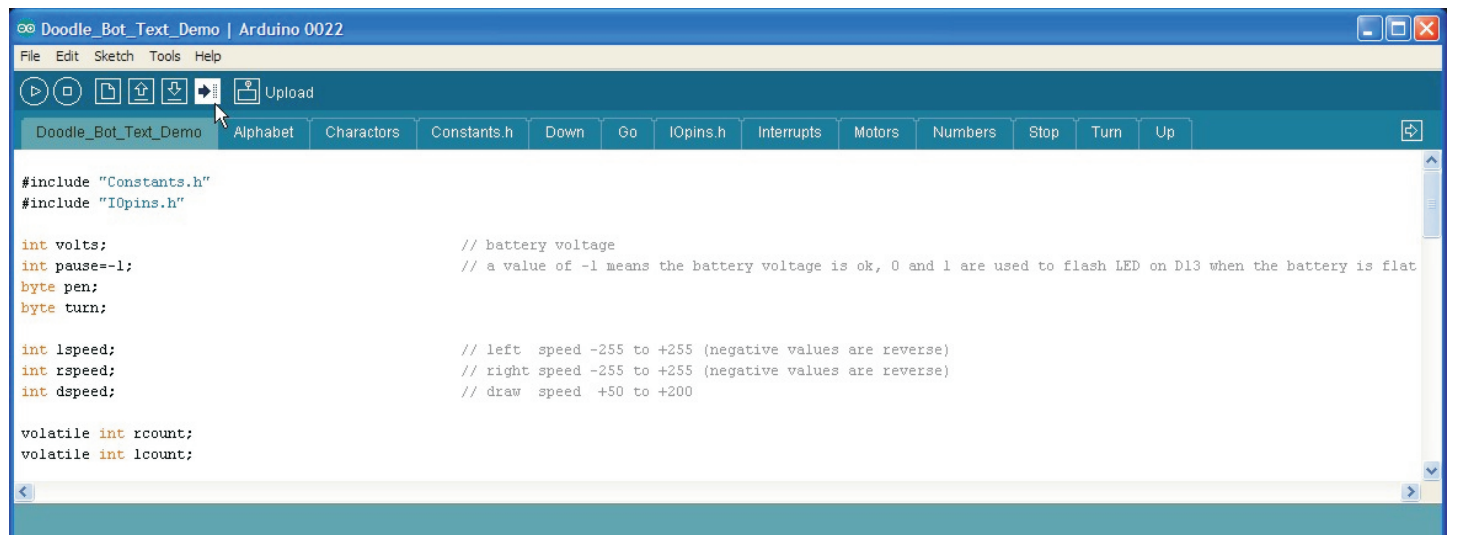 Doodle_Bot_Text_Demo | Arduino 0022
File Edit Sketch Tools Help
Upload
Doodle_Bot_Text_Demo Alphabet Charactors Constants.h Down Go IOpins.h Interrupts Motors Numbers Stop Turn Up
#include "Constants.h"
#include "IOpins.h"
int volts; // battery voltage
int pause=-1; // a value of -1 means the battery voltage is ok, 0 and 1 are used to flash LED on D13 when the battery is flat
byte pen;
byte turn;
int lspeed; // left speed -255 to +255 (negative values are reverse)
int rspeed; // right speed -255 to +255 (negative values are reverse)
int dspeed; // draw speed +50 to +200
volatile int rcount;
volatile int lcount;